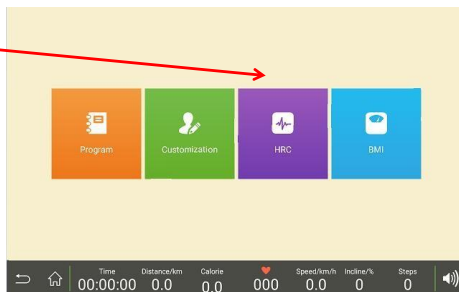 Program
Customization
HRC
BMI
Time
00:00:00
Distance/km
0.0
Calorie
0.0
000
Speed/km/h
0.0
Incline/%
0
Steps
0